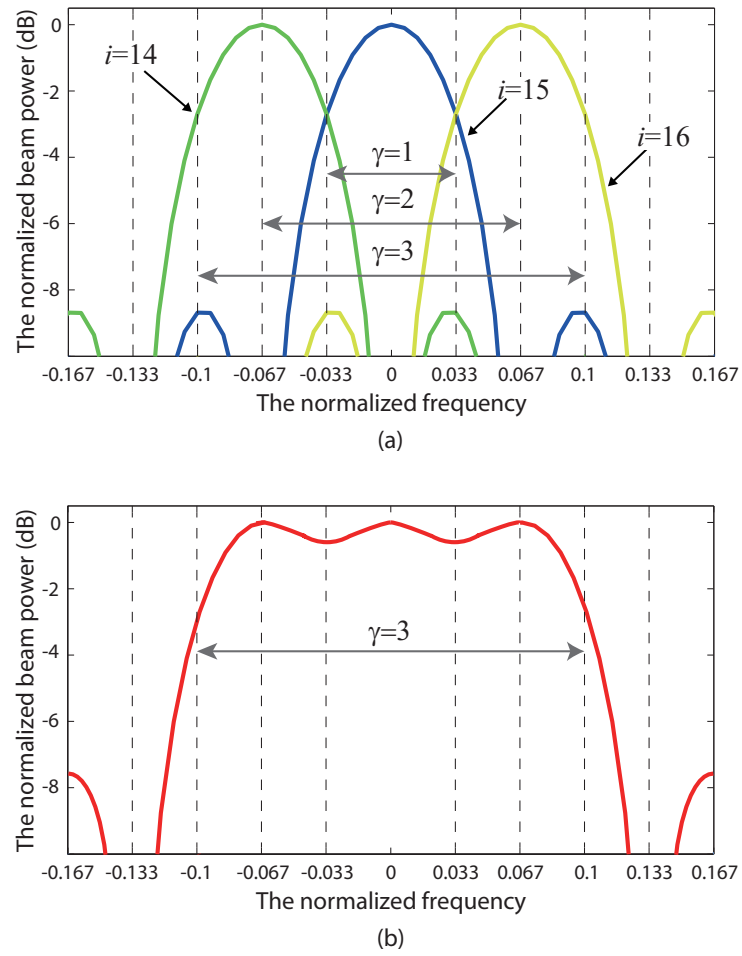 The normalized beam power (dB)
0
-2
-4
-6
-8
i=14
i=15
i=16
γ=1
γ=2
γ=3
-0.167 -0.133 -0.1 -0.067 -0.033 0 0.033 0.067 0.1 0.133 0.167
The normalized frequency
(a)
The normalized beam power (dB)
0
-2
-4
-6
-8
γ=3
-0.167 -0.133 -0.1 -0.067 -0.033 0 0.033 0.067 0.1 0.133 0.167
The normalized frequency
(b)